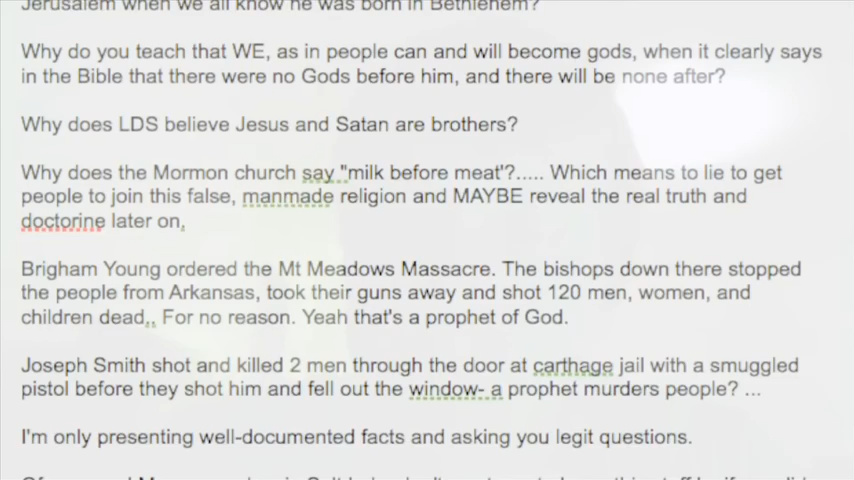 Jerusalem when we all know he was born in Bethlehem?
Why do you teach that WE, as in people can and will become gods, when it clearly says
in the Bible that there were no Gods before him, and there will be none after?
Why does LDS believe Jesus and Satan are brothers?
Why does the Mormon church say "milk before meat'?..... Which means to lie to get
people to join this false, manmade religion and MAYBE reveal the real truth and
doctorine later on,
Brigham Young ordered the Mt Meadows Massacre. The bishops down there stopped
the people from Arkansas, took their guns away and shot 120 men, women, and
children dead,, For no reason. Yeah that's a prophet of God.
Joseph Smith shot and killed 2 men through the door at carthage jail with a smuggled
pistol before they shot him and fell out the window- a prophet murders people? ...
I'm only presenting well-documented facts and asking you legit questions.